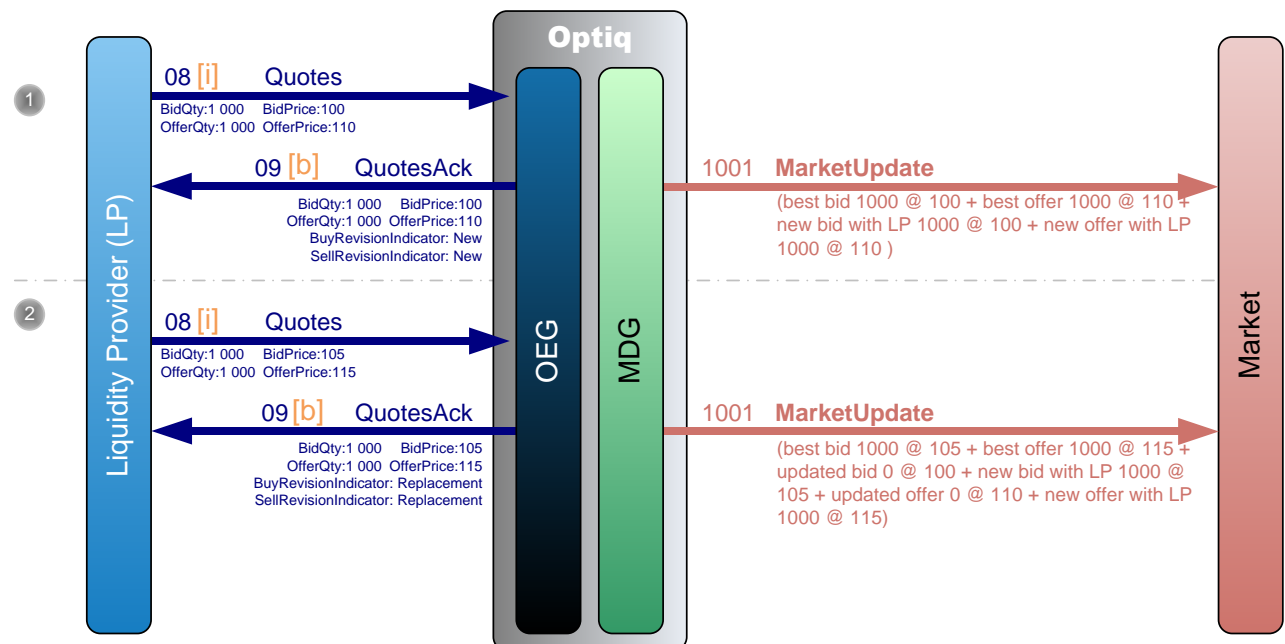 Optiq
1
08 [i] Quotes
BidQty:1 000 BidPrice:100
OfferQty:1 000 OfferPrice:110
09 [b] QuotesAck
BidQty:1 000 BidPrice:100
OfferQty:1 000 OfferPrice:110
BuyRevisionIndicator: New
SellRevisionIndicator: New
1001 MarketUpdate
(best bid 1000 @ 100 + best offer 1000 @ 110 +
new bid with LP 1000 @ 100 + new offer with LP
1000 @ 110 )
2
08 [i] Quotes
BidQty:1 000 BidPrice:105
OfferQty:1 000 OfferPrice:115
09 [b] QuotesAck
BidQty:1 000 BidPrice:105
OfferQty:1 000 OfferPrice:115
BuyRevisionIndicator: Replacement
SellRevisionIndicator: Replacement
1001 MarketUpdate
(best bid 1000 @ 105 + best offer 1000 @ 115 +
updated bid 0 @ 100 + new bid with LP 1000 @
105 + updated offer 0 @ 110 + new offer with LP
1000 @ 115)
Liquidity Provider (LP)
OEG
MDG
Market